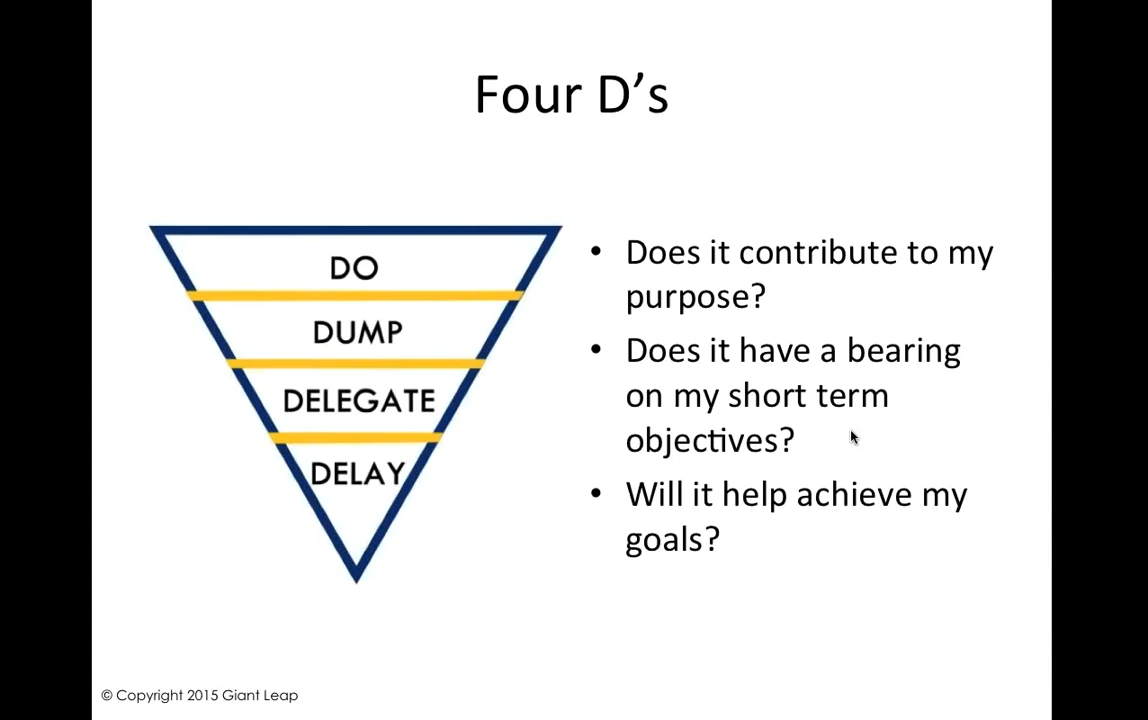 Four D’s
DO
DUMP
DELEGATE
DELAY
• Does it contribute to my
purpose?
• Does it have a bearing
on my short term
objectives?
• Will it help achieve my
goals?
© Copyright 2015 Giant Leap